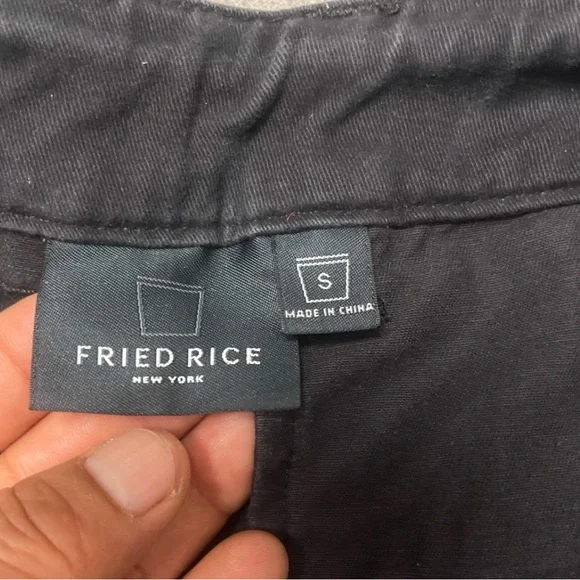 FRIED RICE
NEW YORK
S
MADE IN CHINA